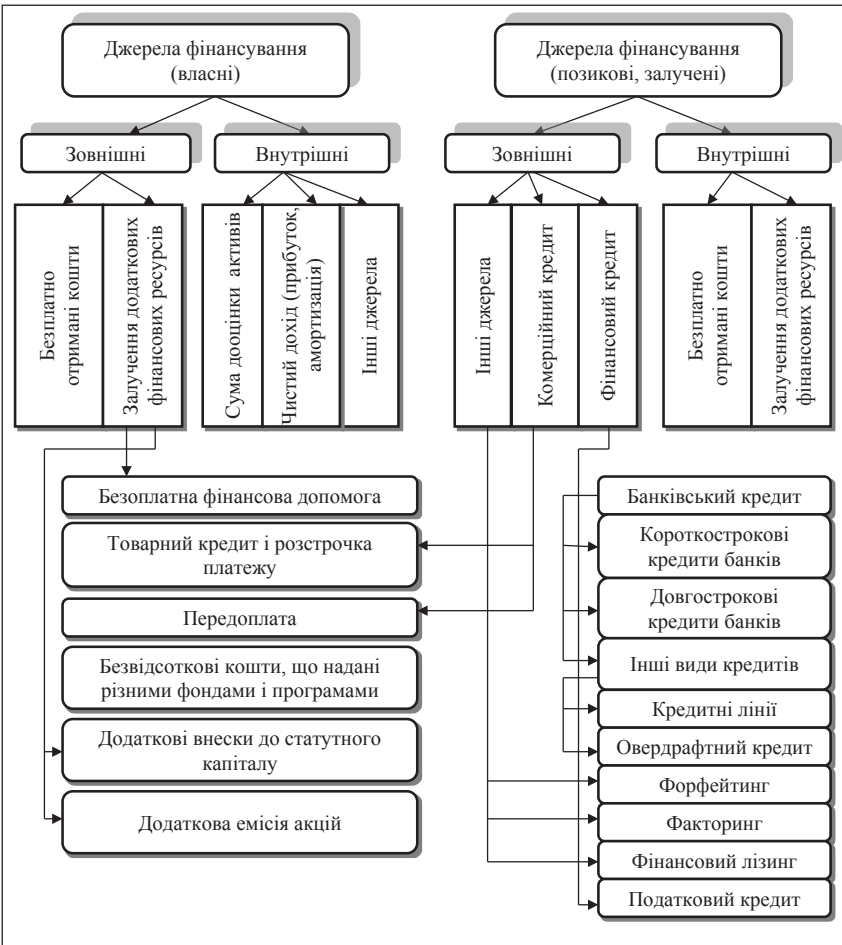 Джерела фінансування
(власні)
Джерела фінансування
(позикові, залучені)
Зовнішні
Внутрішні
Зовнішні
Внутрішні
Безплатно
отримані кошти
Залучення додаткових
фінансових ресурсів
Сума дооцінки активів
Чистий дохід (прибуток,
амортизація)
Інші джерела
Інші джерела
Комерційний кредит
Фінансовий кредит
Безплатно
отримані кошти
Залучення додаткових
фінансових ресурсів
Безоплатна фінансова допомога
Товарний кредит і розстрочка
платежу
Передоплата
Безвідсоткові кошти, що надані
різними фондами і програмами
Додаткові внески до статутного
капіталу
Додаткова емісія акцій
Банківський кредит
Короткострокові
кредити банків
Довгострокові
кредити банків
Інші види кредитів
Кредитні лінії
Овердрафтний кредит
Форфейтинг
Факторинг
Фінансовий лізинг
Податковий кредит